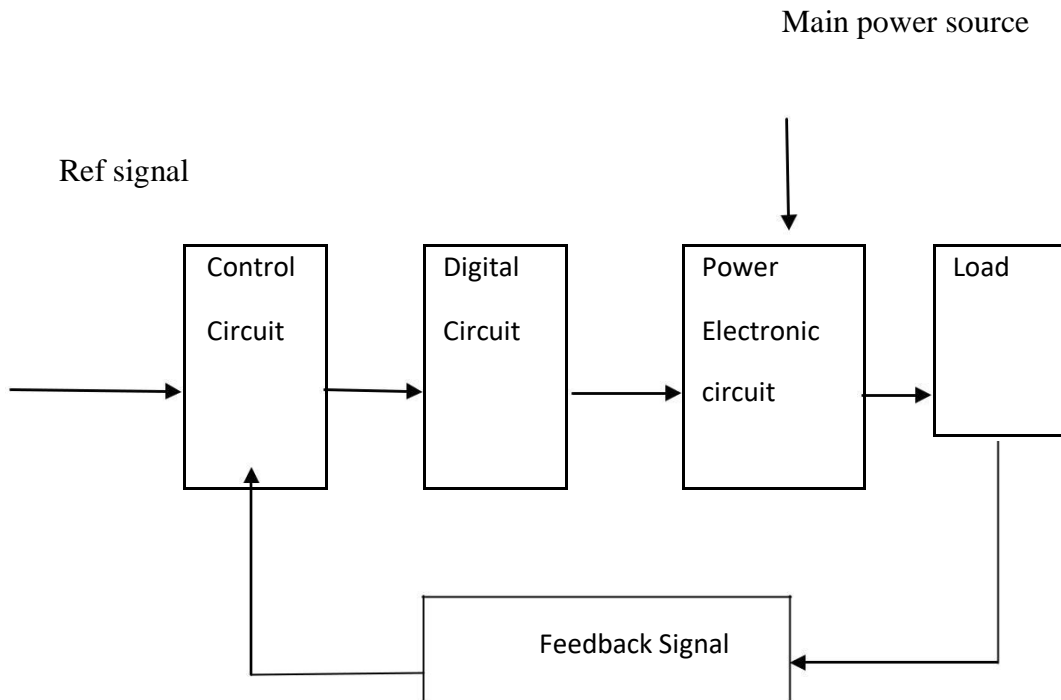 Main power source
Ref signal
Control
Circuit
Digital
Circuit
Power
Electronic
circuit
Load
Feedback Signal